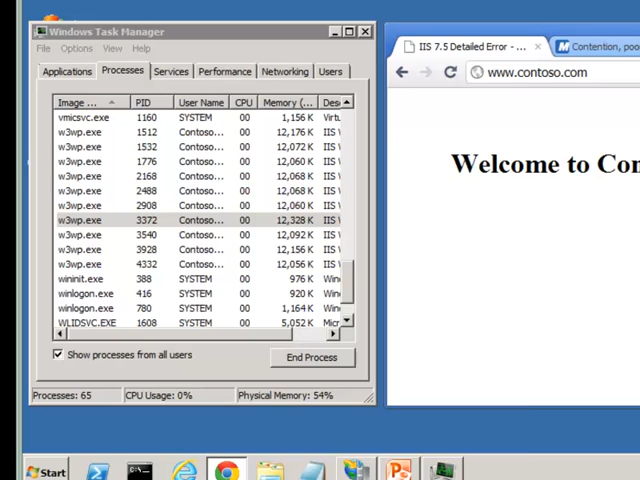 Windows Task Manager
File Options View Help
Applications Processes Services Performance Networking Users
Image ... PID User Name CPU Memory (... Des
vmicsvc.exe 1160 SYSTEM 00 1,156 K Virtu
w3wp.exe 1512 Contoso... 00 12,176 K IIS W
w3wp.exe 1532 Contoso... 00 12,072 K IIS W
w3wp.exe 1776 Contoso... 00 12,060 K IIS W
w3wp.exe 2168 Contoso... 00 12,068 K IIS W
w3wp.exe 2488 Contoso... 00 12,068 K IIS W
w3wp.exe 2908 Contoso... 00 12,060 K IIS W
w3wp.exe 3372 Contoso... 00 12,328 K IIS W
w3wp.exe 3540 Contoso... 00 12,092 K IIS W
w3wp.exe 3928 Contoso... 00 12,156 K IIS W
w3wp.exe 4332 Contoso... 00 12,056 K IIS W
wininit.exe 388 SYSTEM 00 976 K Wind
winlogon.exe 416 SYSTEM 00 920 K Wind
winlogon.exe 780 SYSTEM 00 1,164 K Wind
WLIDSVC.EXE 1608 SYSTEM 00 5,052 K Micr
Show processes from all users
End Process
Processes: 65 CPU Usage: 0% Physical Memory: 54%
IIS 7.5 Detailed Error - ... Contention, poo
www.contoso.com
Welcome to Con
Start